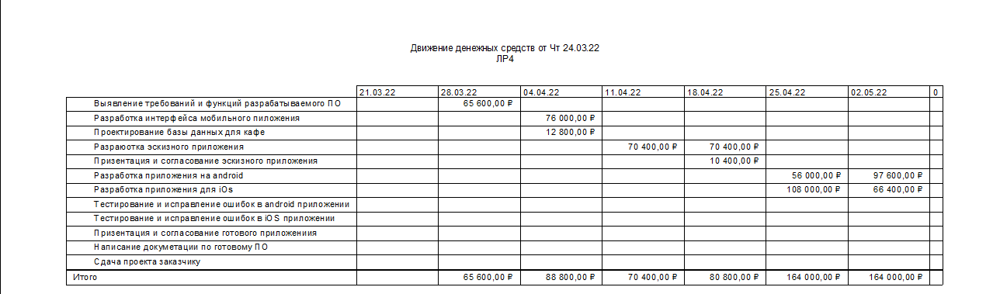 Движение денежных средств от Чт 24.03.22
ЛР4
21.03.22 28.03.22 04.04.22 11.04.22 18.04.22 25.04.22 02.05.22 0
Выявление требований и функций разрабатываемого ПО 65 600,00 ₽
Разработка интерфейса мобильного пиложения 76 000,00 ₽
Проектирование базы данных для кафе 12 800,00 ₽
Разраюотка эскизного приложения 70 400,00 ₽ 70 400,00 ₽
Призентация и согласование эскизного приложения 10 400,00 ₽
Разработка приложения на android 56 000,00 ₽ 97 600,00 ₽
Разработка приложения для iOs 108 000,00 ₽ 66 400,00 ₽
Тестирование и исправление ошибок в android приложении
Тестирование и исправление ошибок в iOS приложении
Призентация и согласование готового приложениия
Написание докуметации по готовому ПО
Сдача проекта заказчику
Итого 65 600,00 ₽ 88 800,00 ₽ 70 400,00 ₽ 80 800,00 ₽ 164 000,00 ₽ 164 000,00 ₽